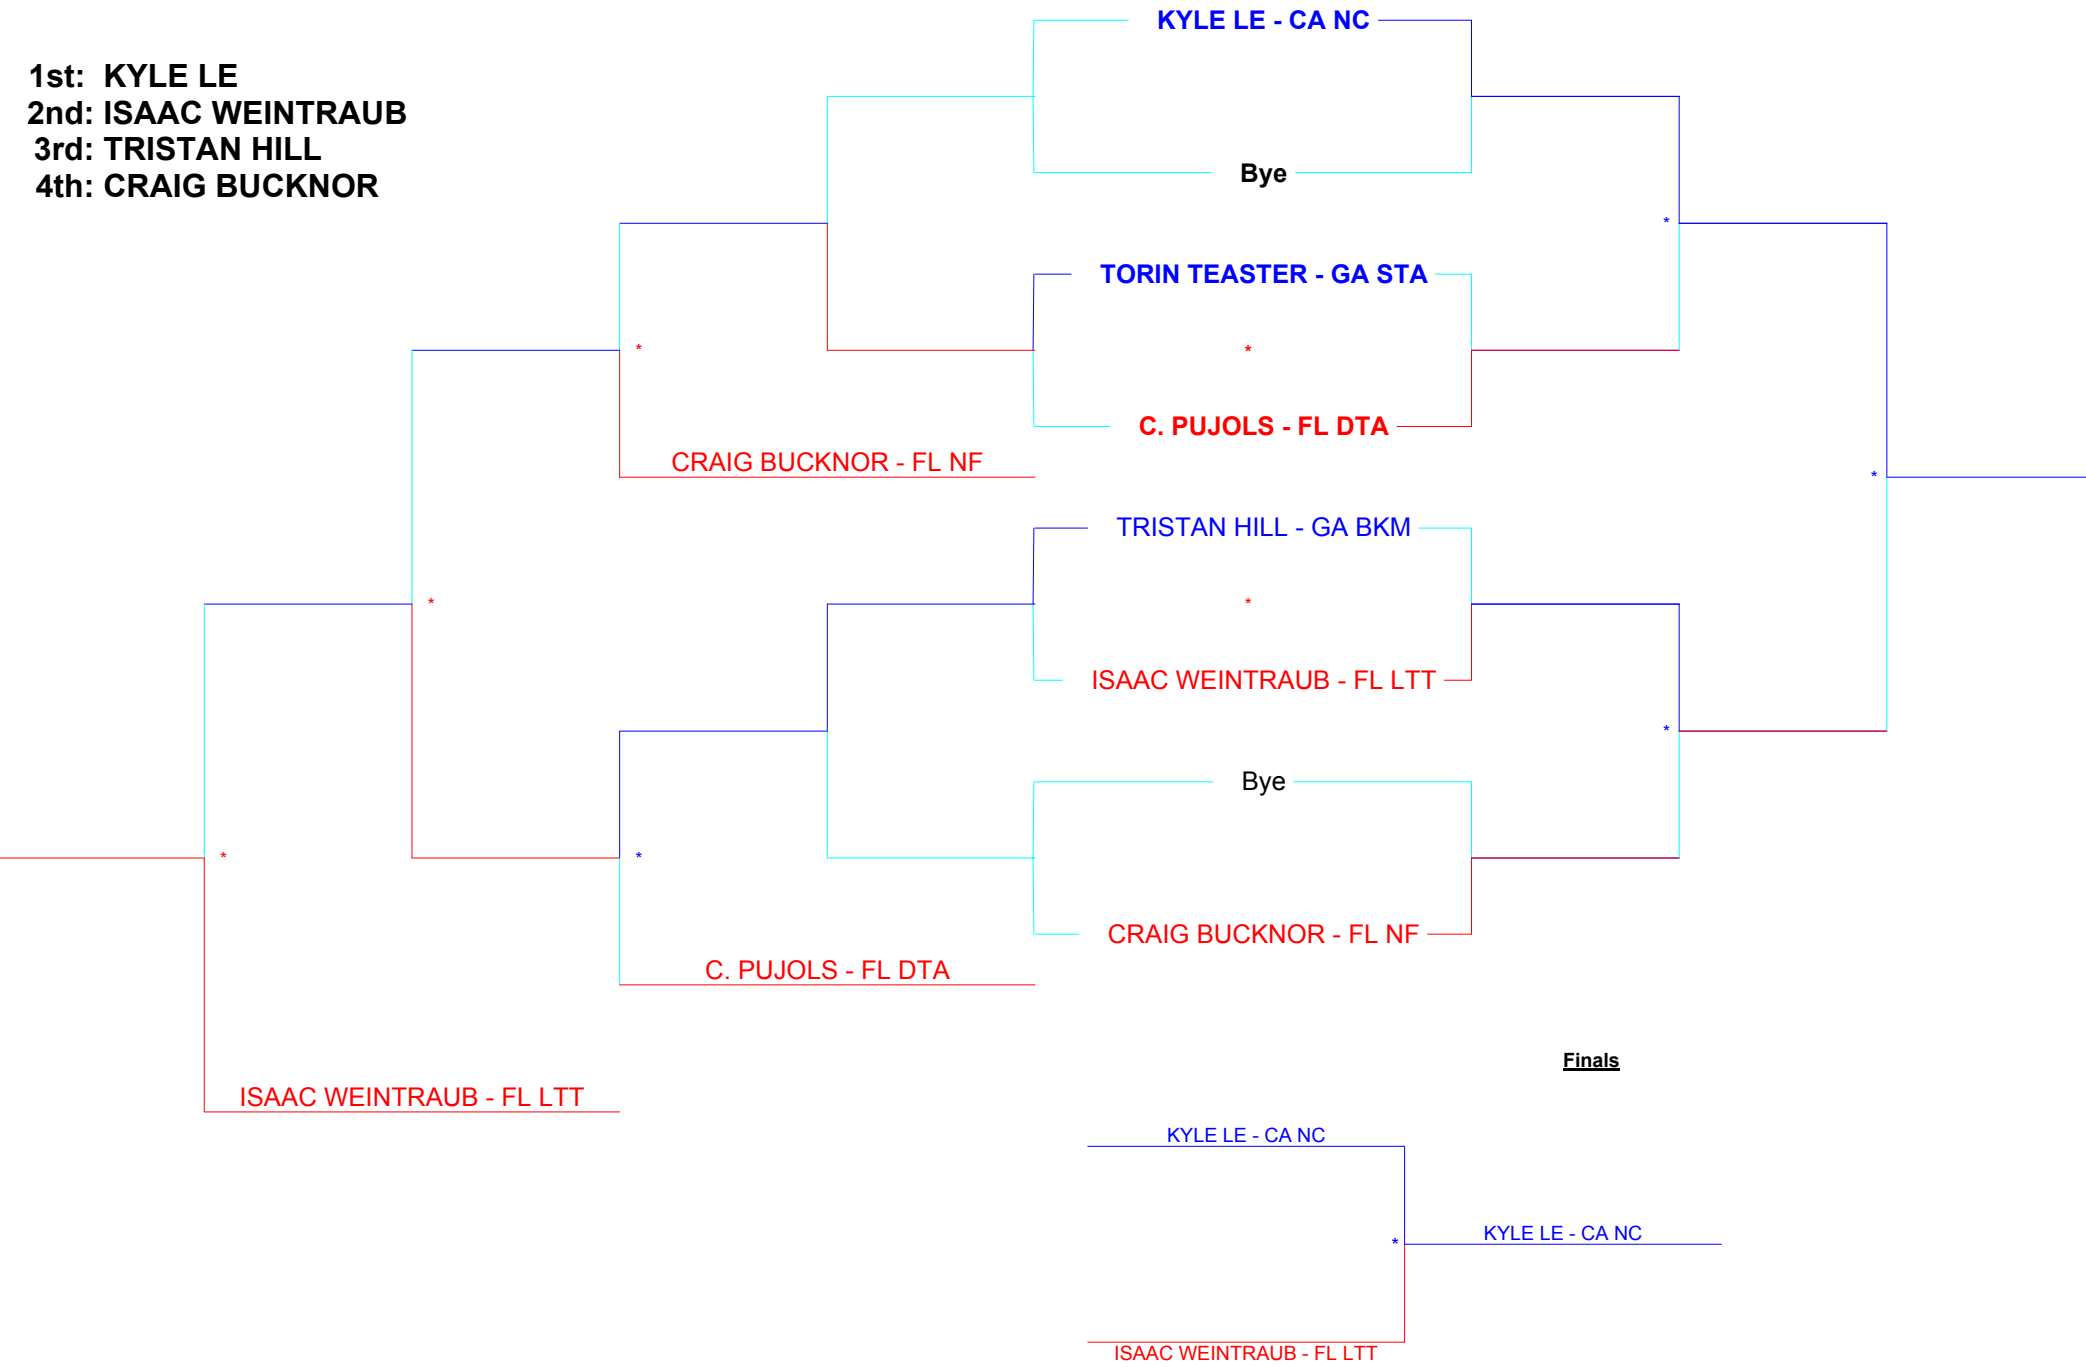 KYLE LE - CA NC
1st: KYLE LE
2nd: ISAAC WEINTRAUB
3rd: TRISTAN HILL
4th: CRAIG BUCKNOR
Bye
*
TORIN TEASTER - GA STA
*
*
C. PUJOLS - FL DTA
CRAIG BUCKNOR - FL NF
*
TRISTAN HILL - GA BKM
*
*
ISAAC WEINTRAUB - FL LTT
*
Bye
*
*
CRAIG BUCKNOR - FL NF
C. PUJOLS - FL DTA
Finals
ISAAC WEINTRAUB - FL LTT
KYLE LE - CA NC
KYLE LE - CA NC
*
ISAAC WEINTRAUB - FL LTT